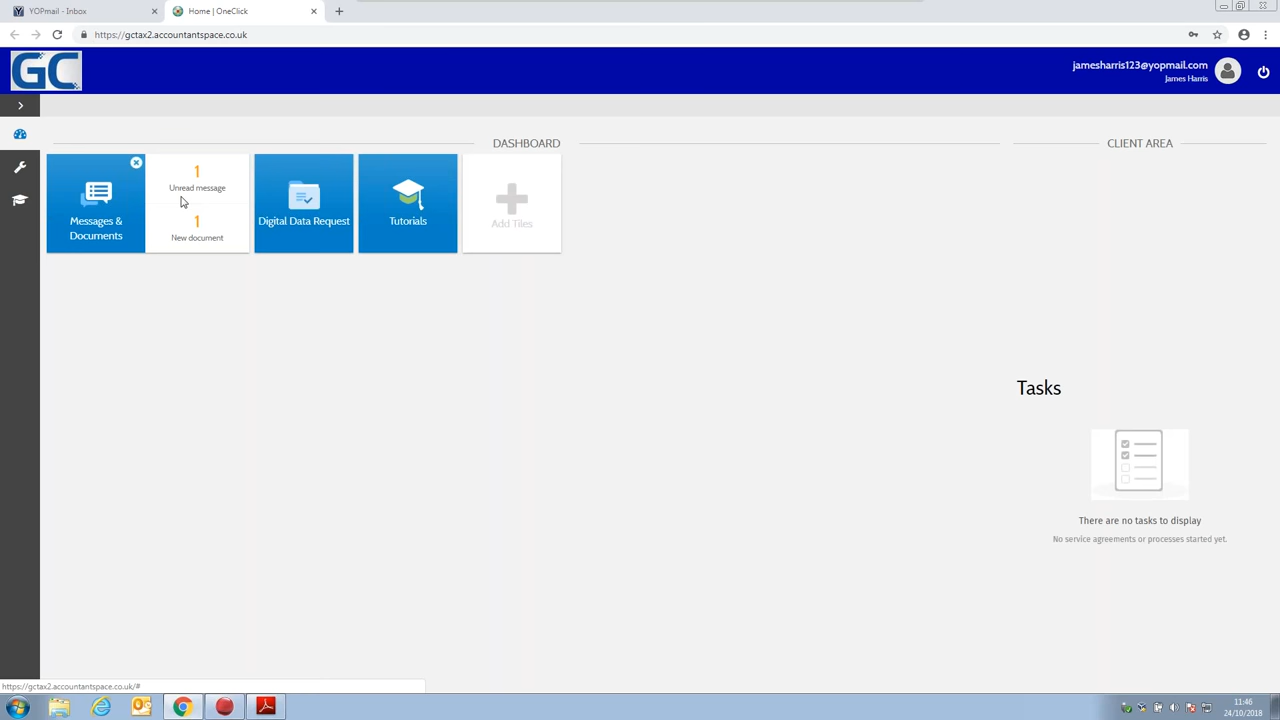 YOPmail - Inbox
Home | OneClick
https://gctax2.accountantspace.co.uk
GC
jamesharris123@yopmail.com
James Harris
DASHBOARD
CLIENT AREA
Messages &
Documents
1
Unread message
1
New document
Digital Data Request
Tutorials
Add Tiles
Tasks
There are no tasks to display
No service agreements or processes started yet.
https://gctax2.accountantspace.co.uk/#
11:46
24/10/2018